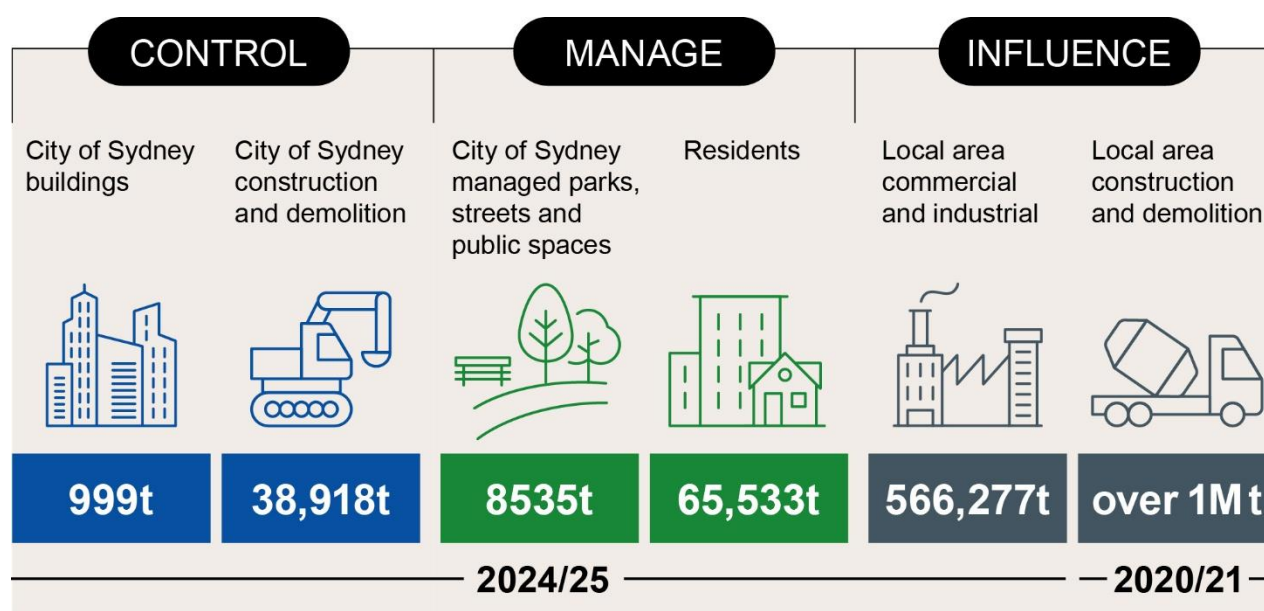 CONTROL
MANAGE
INFLUENCE
City of Sydney
buildings
City of Sydney
construction
and demolition
City of Sydney
managed parks,
streets and
public spaces
Residents
Local area
commercial
and industrial
Local area
construction
and demolition
999t
38,918t
8535t
65,533t
566,277t
over 1M t
2024/25
2020/21